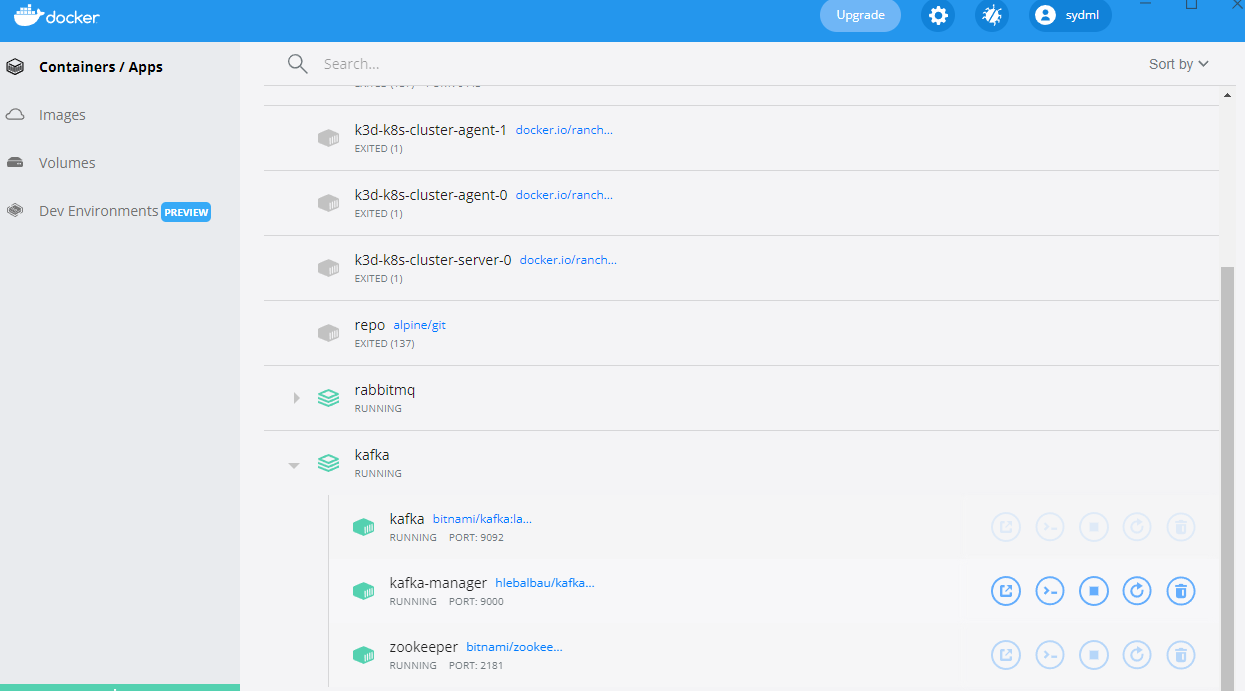 docker
Upgrade
sydml
Containers / Apps
Images
Volumes
Dev Environments PREVIEW
Search...
Sort by
k3d-k8s-cluster-agent-1 docker.io/ranch...
EXITED (1)
k3d-k8s-cluster-agent-0 docker.io/ranch...
EXITED (1)
k3d-k8s-cluster-server-0 docker.io/ranch...
EXITED (1)
repo alpine/git
EXITED (137)
rabbitmq
RUNNING
kafka
RUNNING
kafka bitnami/kafka:la...
RUNNING PORT: 9092
kafka-manager hlebalbau/kafka...
RUNNING PORT: 9000
zookeeper bitnami/zookee...
RUNNING PORT: 2181